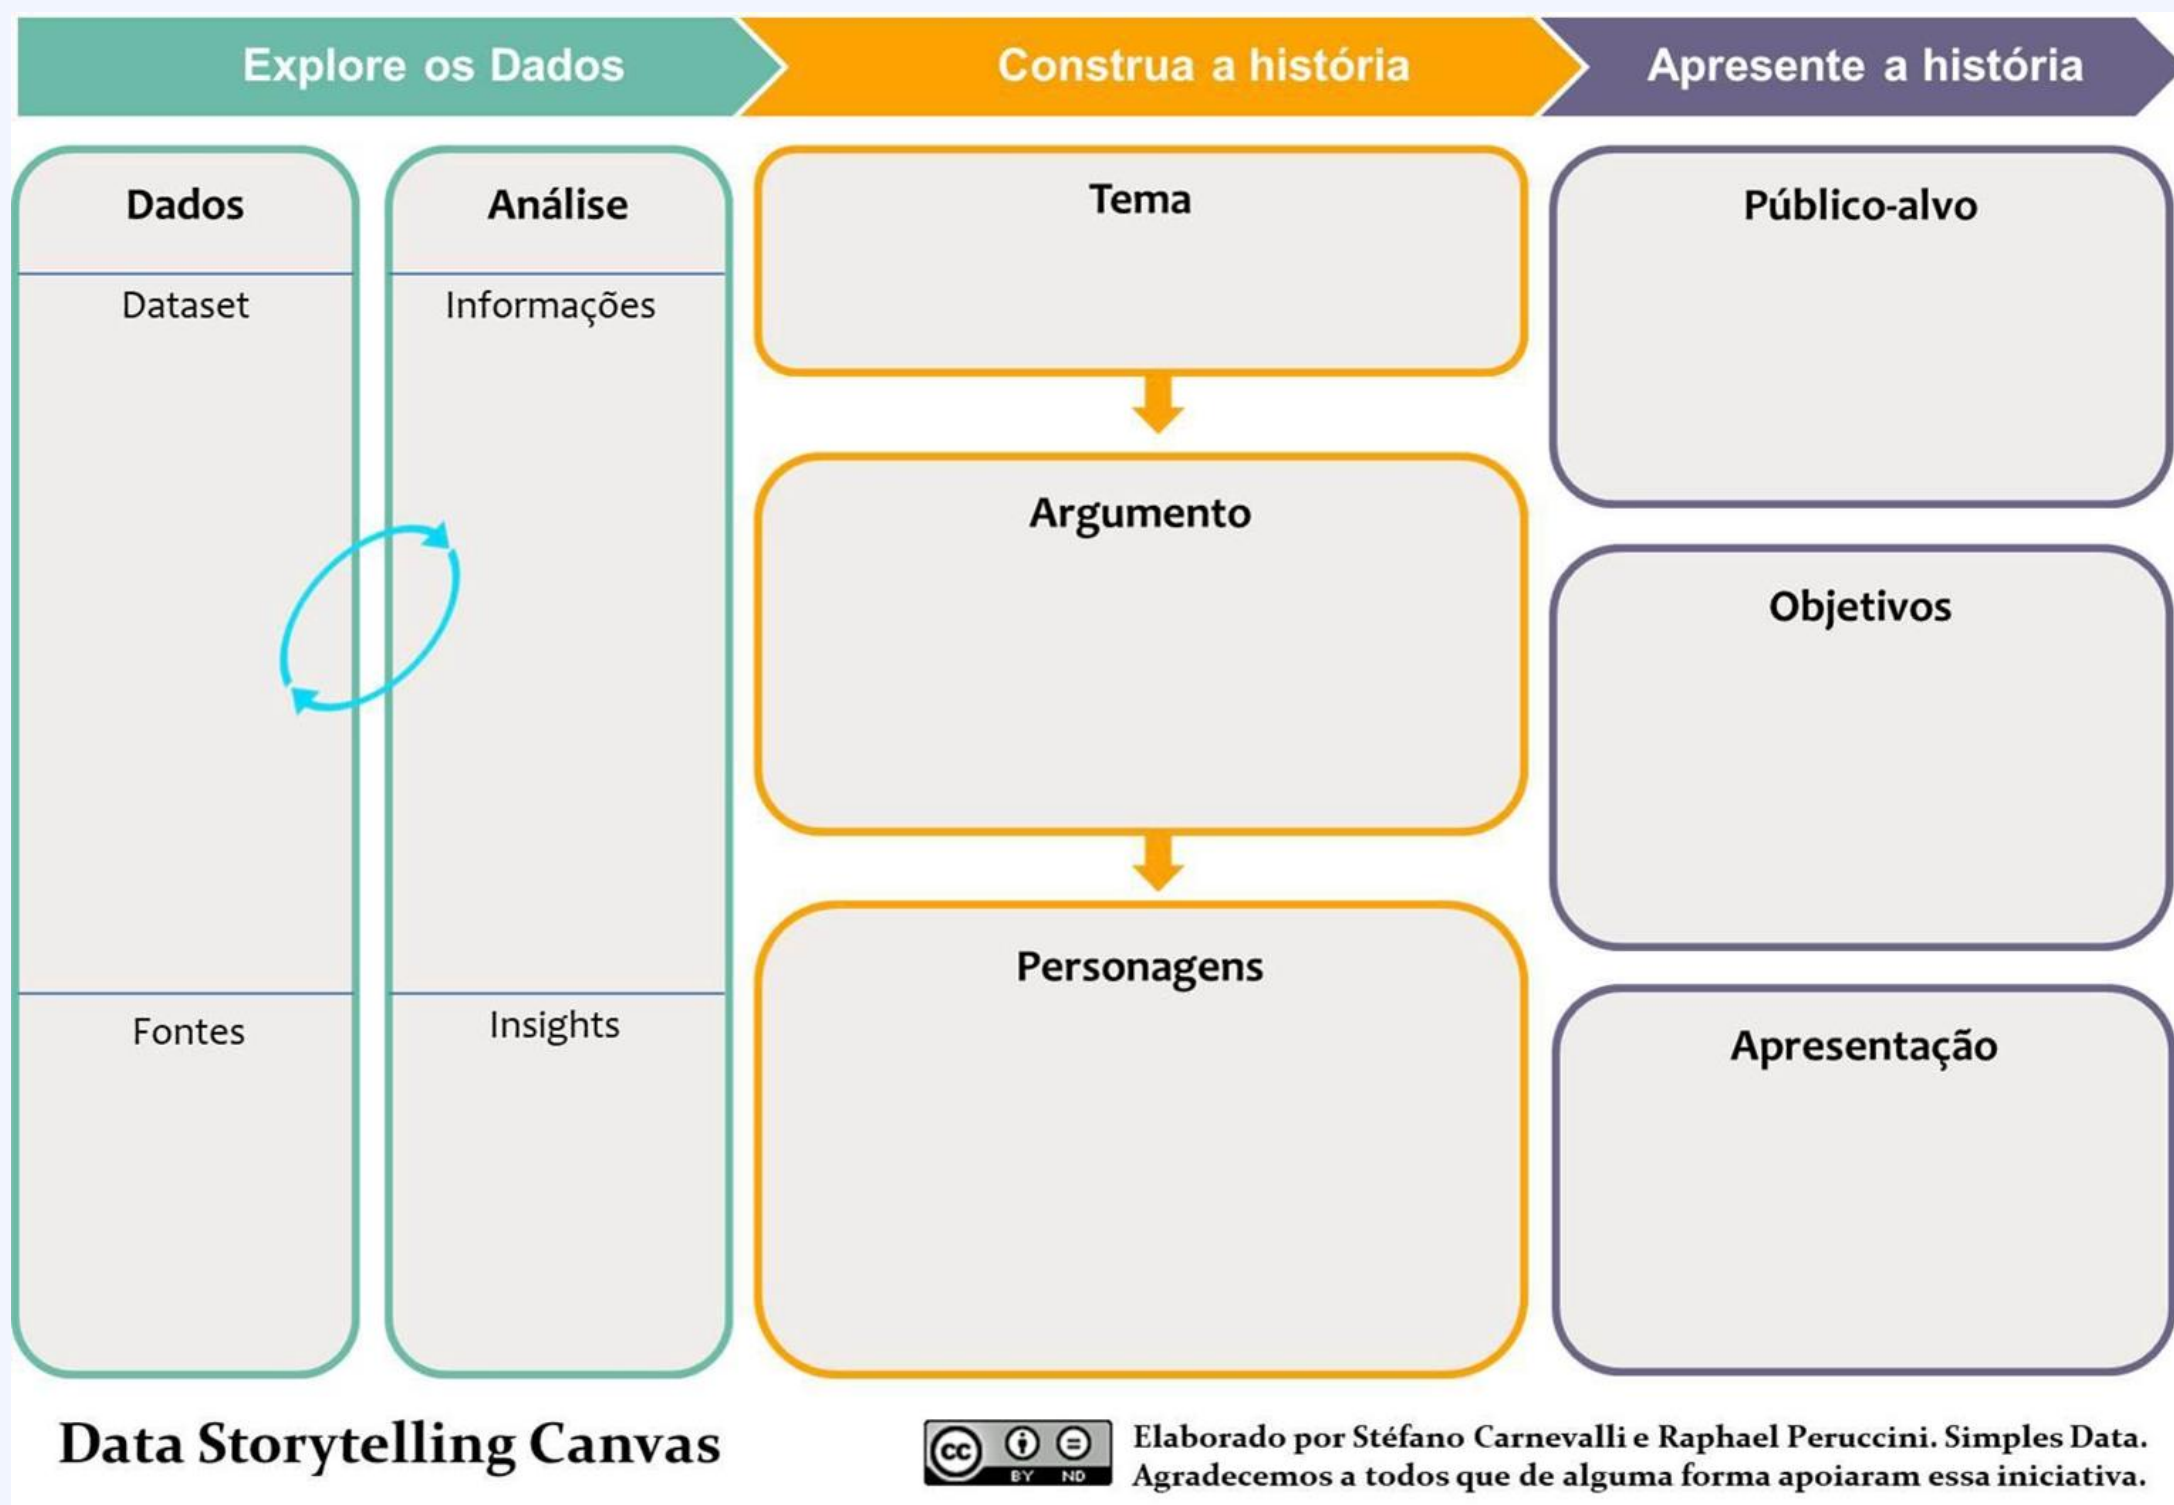 Explore os Dados
Construa a história
Apresente a história
Dados
Dataset
Fontes
Análise
Informações
Insights
Tema
Argumento
Personagens
Público-alvo
Objetivos
Apresentação
Data Storytelling Canvas
cc
BY ND
Elaborado por Stéfano Carnevalli e Raphael Peruccini. Simples Data.
Agradecemos a todos que de alguma forma apoiaram essa iniciativa.